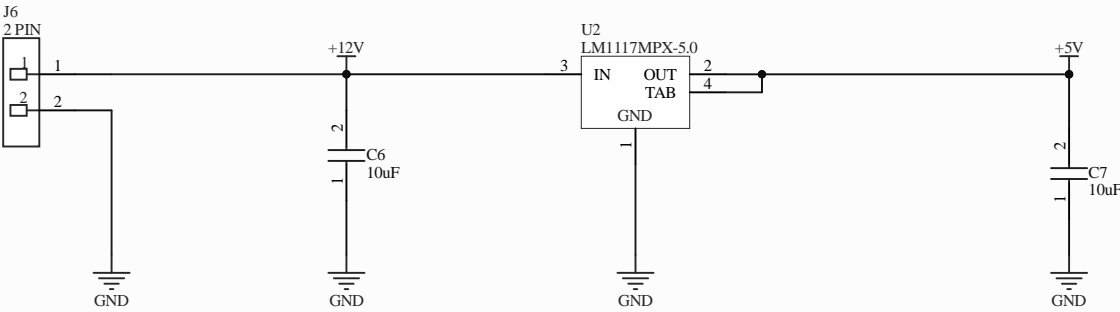 J6
2 PIN
1
1
2
2
+12V
2
C6
10uF
1
U2
LM1117MPX-5.0
3
IN
OUT
2
TAB
4
GND
1
+5V
2
C7
10uF
1
GND
GND
GND
GND